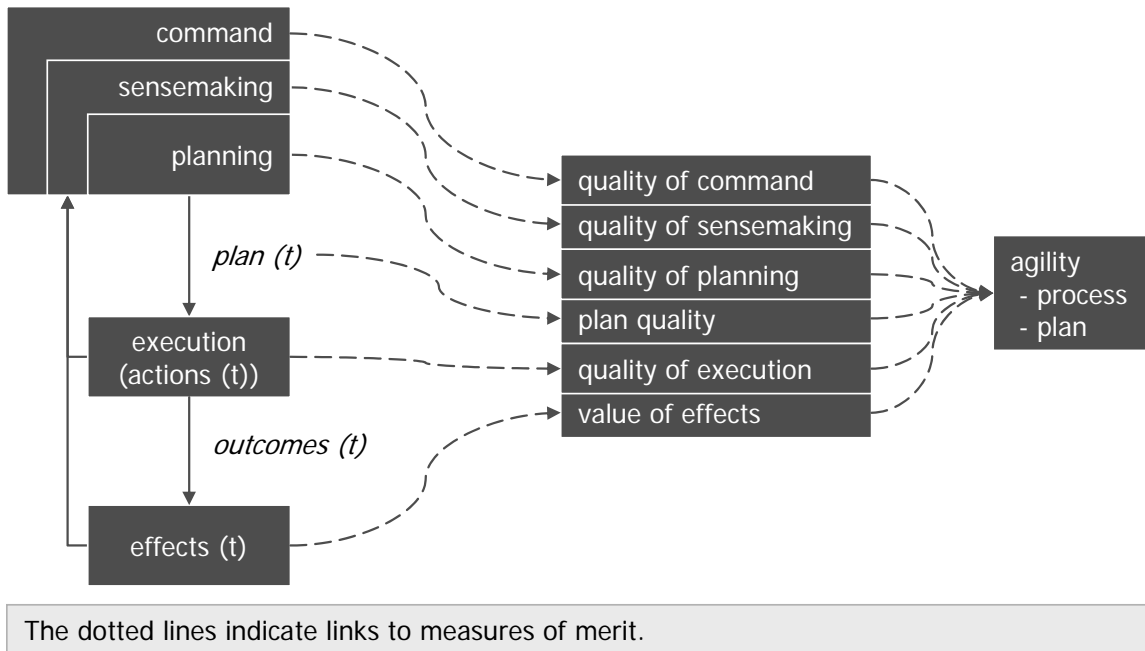 command
sensemaking
planning
plan (t)
execution
(actions (t))
outcomes (t)
effects (t)
quality of command
quality of sensemaking
quality of planning
plan quality
quality of execution
value of effects
agility
- process
- plan
The dotted lines indicate links to measures of merit.